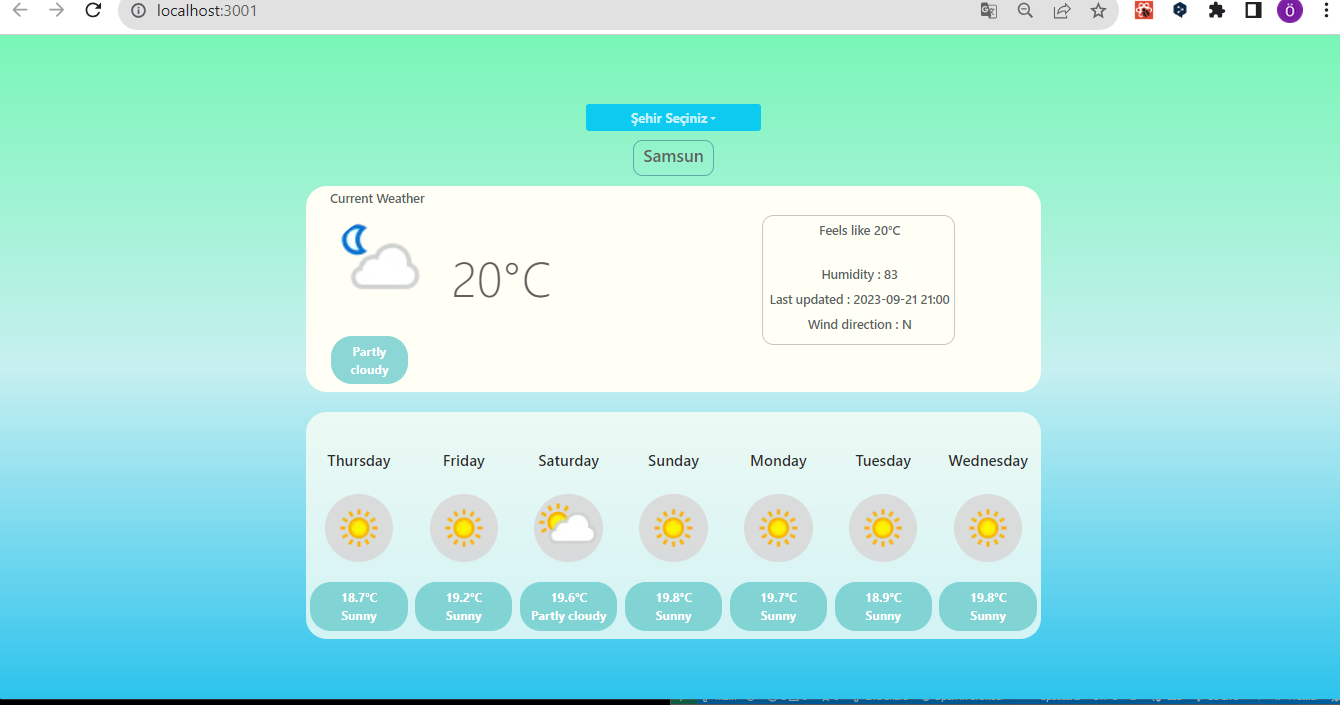 localhost:3001
Ö
Şehir Seçiniz
Samsun
Current Weather
20°C
Partly
cloudy
Feels like 20°C
Humidity : 83
Last updated : 2023-09-21 21:00
Wind direction : N
Thursday Friday Saturday Sunday Monday Tuesday Wednesday
18.7°C 19.2°C 19.6°C 19.8°C 19.7°C 18.9°C 19.8°C
Sunny Sunny Partly cloudy Sunny Sunny Sunny Sunny